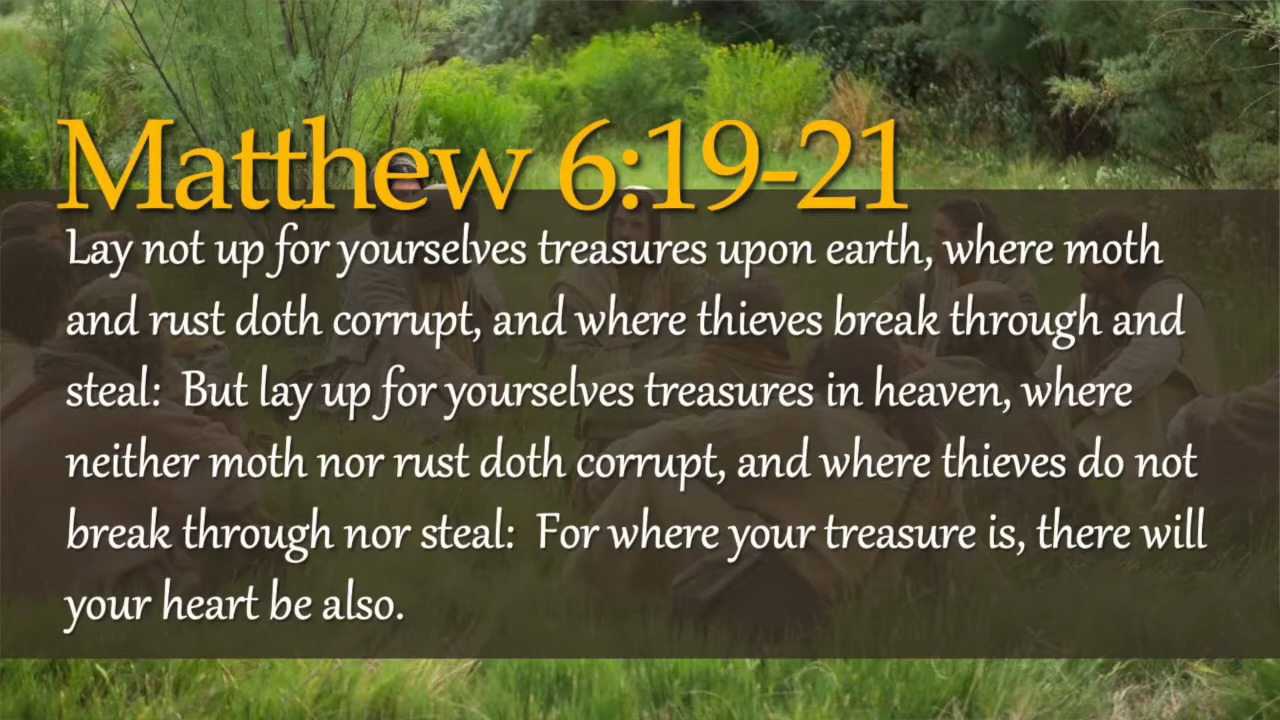 Matthew 6:19-21
Lay not up for yourselves treasures upon earth, where moth
and rust doth corrupt, and where thieves break through and
steal:  But lay up for yourselves treasures in heaven, where
neither moth nor rust doth corrupt, and where thieves do not
break through nor steal:  For where your treasure is, there will
your heart be also.